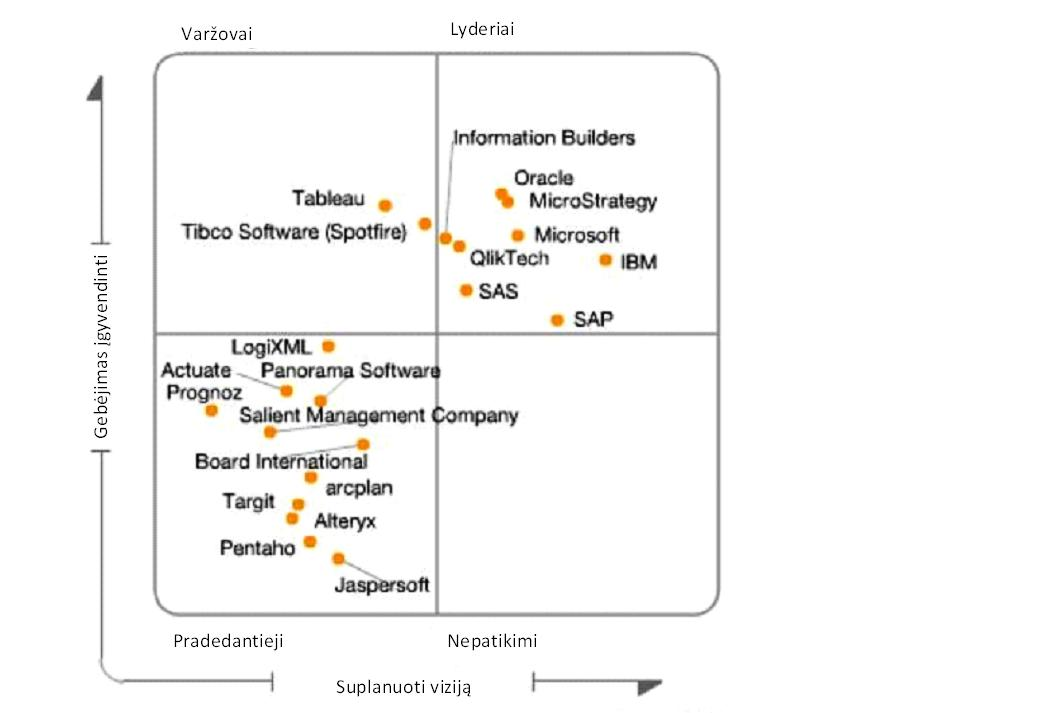 Varžovai
Lyderiai
Information Builders
Oracle
Tableau
MicroStrategy
Tibco Software (Spotfire)
Microsoft
QlikTech
IBM
SAS
SAP
Gebėjimas įgyvendinti
LogiXML
Actuate
Panorama Software
Prognoz
Salient Management Company
Board International
arcplan
Targit
Alteryx
Pentaho
Jaspersoft
Pradedantieji
Nepatikimi
Suplanuoti viziją